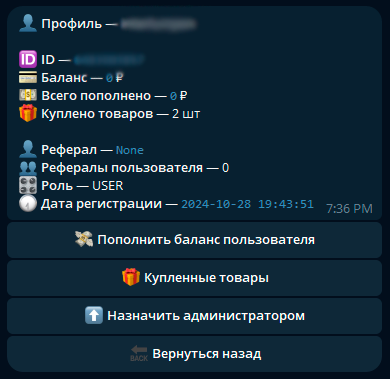 Профиль —
ID —
Баланс — 0 ₽
Всего пополнено — 0 ₽
Куплено товаров — 2 шт
Реферал — None
Рефералы пользователя — 0
Роль — USER
Дата регистрации — 2024-10-28 19:43:51
7:36 PM
Пополнить баланс пользователя
Купленные товары
Назначить администратором
Вернуться назад